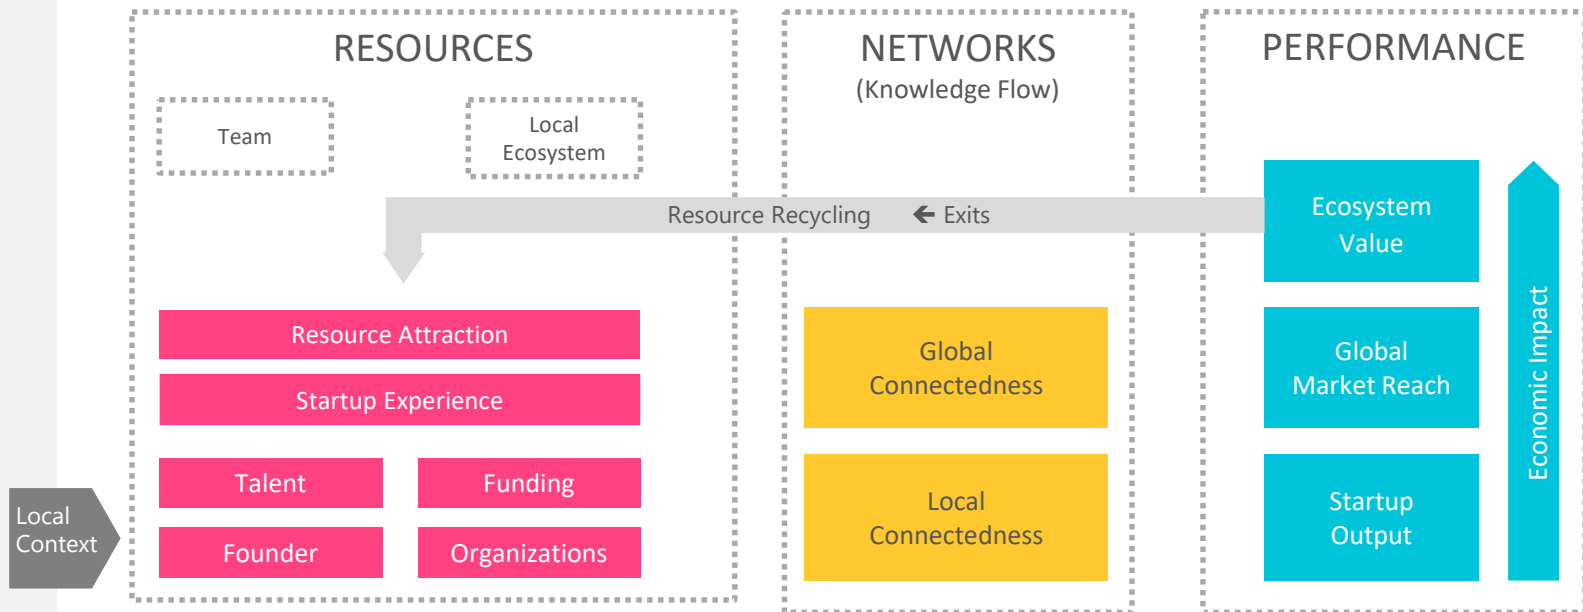 RESOURCES
Team
Local
Ecosystem
NETWORKS
(Knowledge Flow)
PERFORMANCE
Resource Recycling 🡸 Exits
Ecosystem
Value
Resource Attraction
Startup Experience
Talent
Funding
Founder
Organizations
Local
Context
Global
Connectedness
Local
Connectedness
Global
Market Reach
Startup
Output
Economic Impact